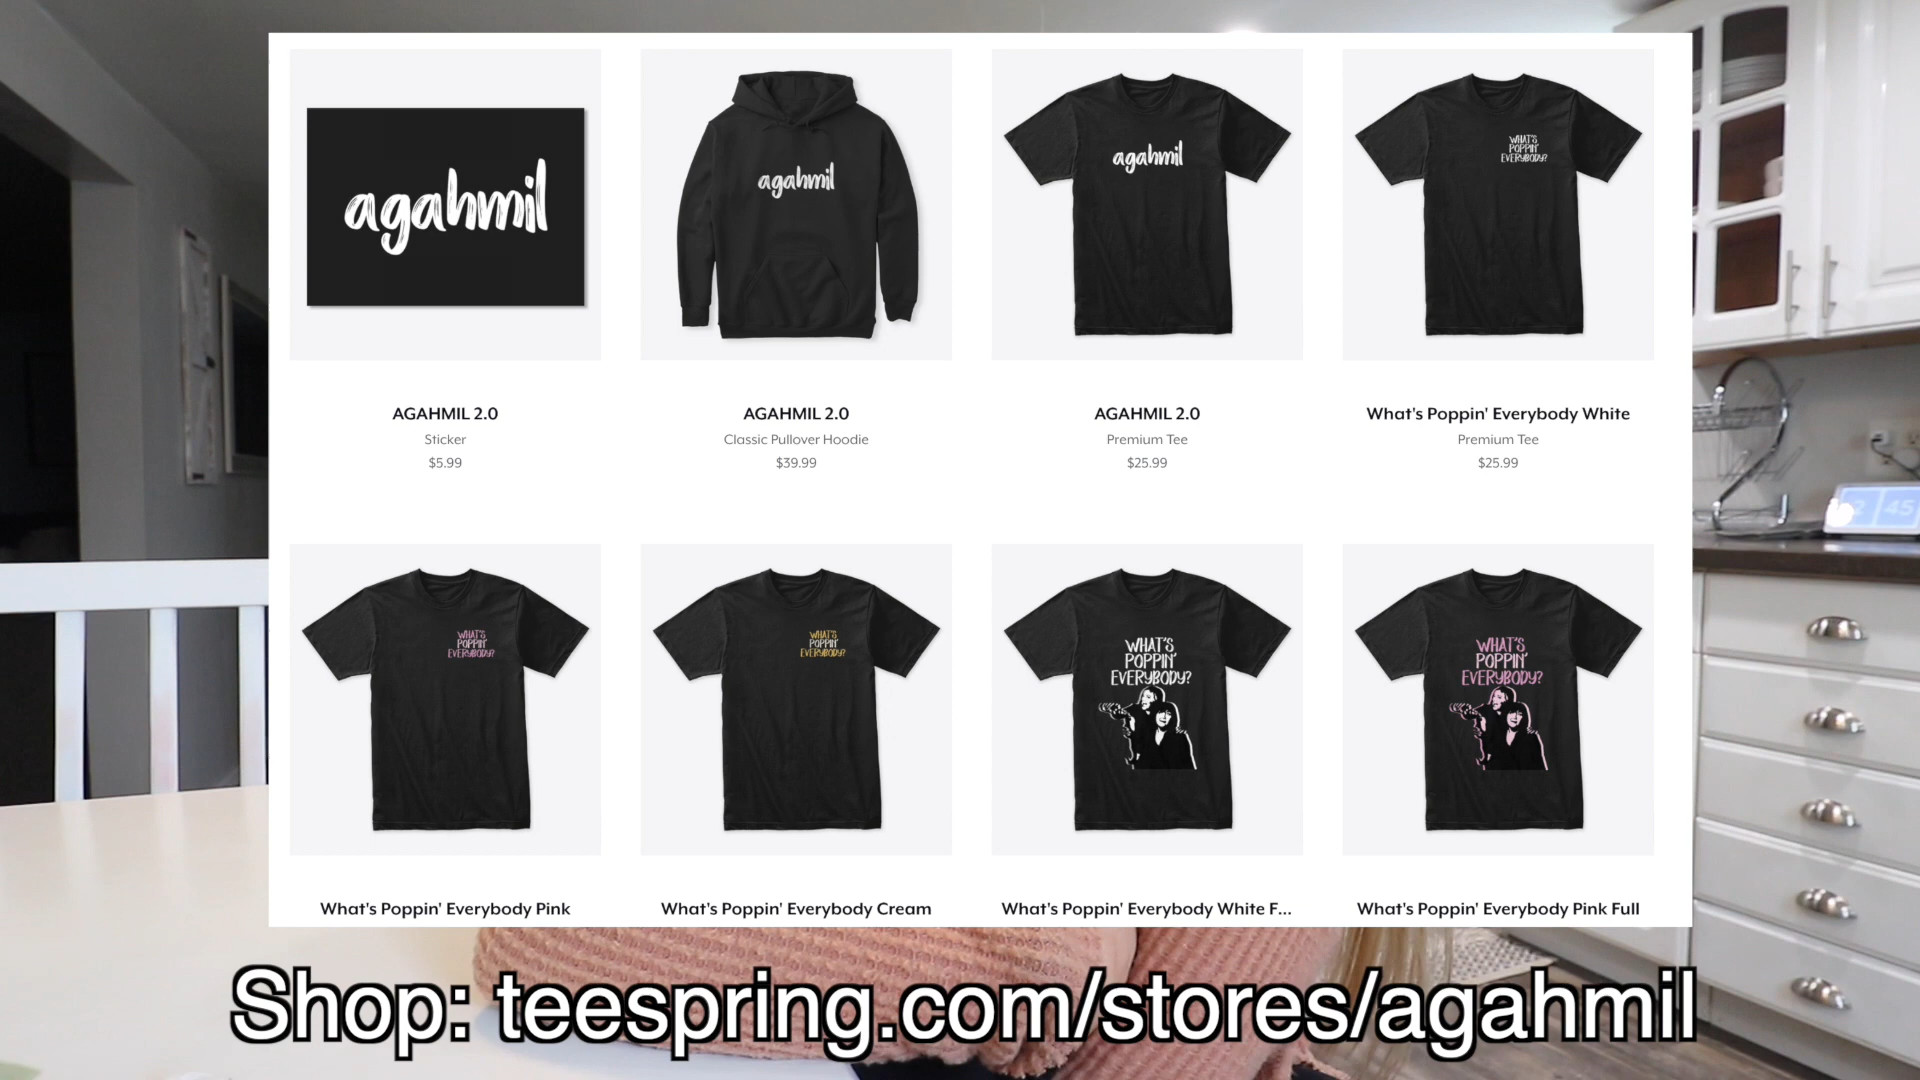 agahmil
agahmil
agahmil
WHAT'S
POPPIN'
EVERYBODY?
AGAHMIL 2.0
Sticker
$5.99
AGAHMIL 2.0
Classic Pullover Hoodie
$39.99
AGAHMIL 2.0
Premium Tee
$25.99
What's Poppin' Everybody White
Premium Tee
$25.99
WHAT'S
POPPIN'
EVERYBODY?
WHAT'S
POPPIN'
EVERYBODY?
WHAT'S
POPPIN'
EVERYBODY?
WHAT'S
POPPIN'
EVERYBODY?
What's Poppin' Everybody Pink
What's Poppin' Everybody Cream
What's Poppin' Everybody White F...
What's Poppin' Everybody Pink Full
2 45
Shop: teespring.com/stores/agahmil